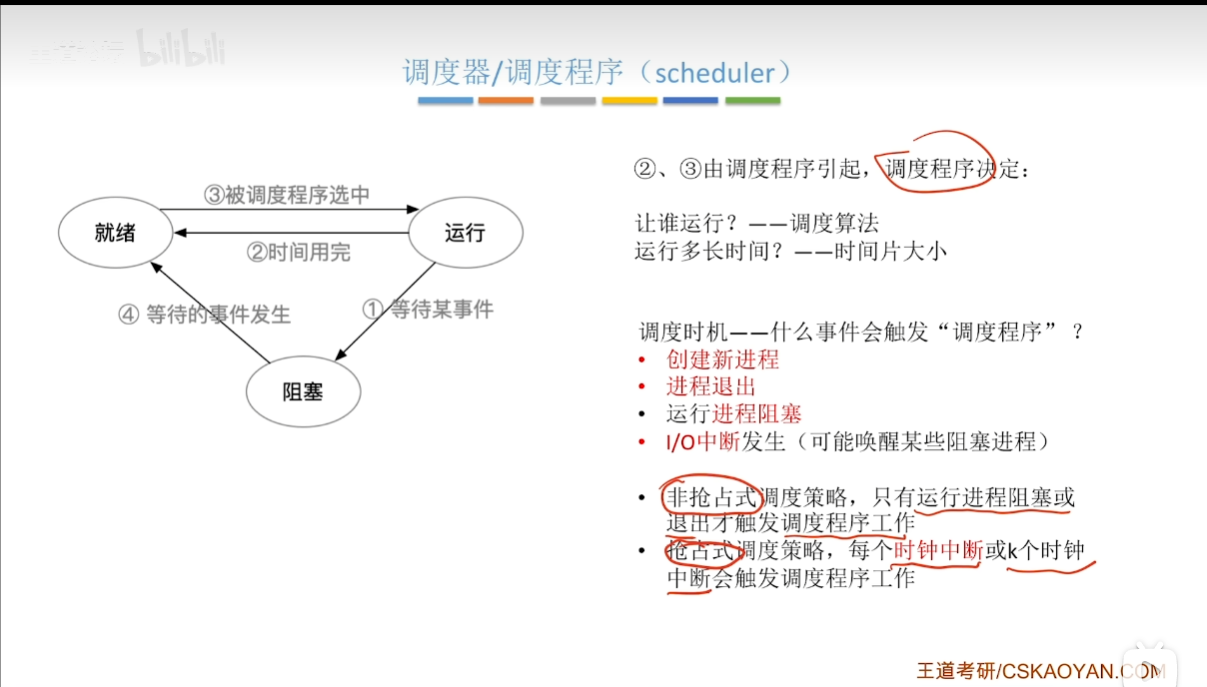 bilibili
调度器/调度程序（scheduler）
③被调度程序选中
就绪
运行
②时间用完
④ 等待的事件发生
① 等待某事件
阻塞
②、③由调度程序引起，调度程序决定：
让谁运行？——调度算法
运行多长时间？——时间片大小
调度时机——什么事件会触发“调度程序”？
• 创建新进程
• 进程退出
• 运行进程阻塞
• I/O中断发生（可能唤醒某些阻塞进程）
• 非抢占式调度策略，只有运行进程阻塞或
退出才触发调度程序工作
• 抢占式调度策略，每个时钟中断或k个时钟
中断会触发调度程序工作
王道考研/CSKAOYAN.COM